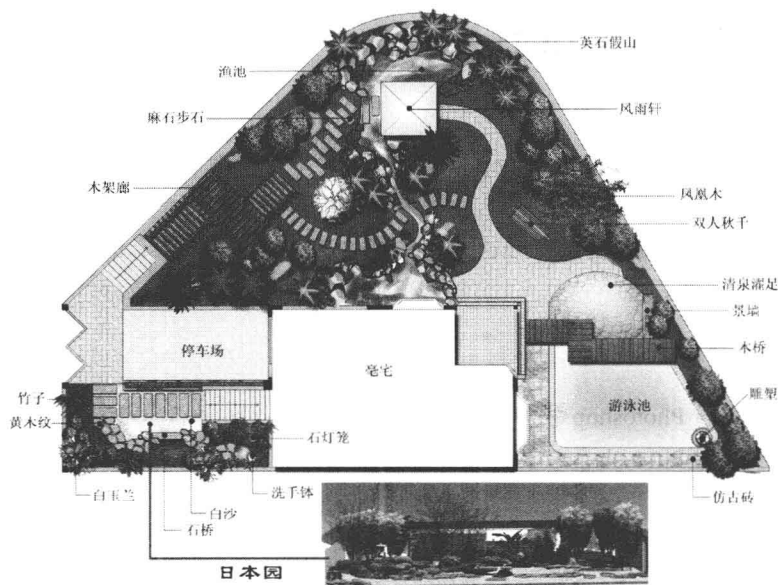 英石假山
渔池
风雨轩
麻石步石
木架廊
凤凰木
双人秋千
清泉濯足
景墙
停车场
木桥
毫宅
竹子
游泳池
雕塑
黄木纹
石灯笼
白玉兰
白沙
洗手钵
仿古砖
石桥
日本园